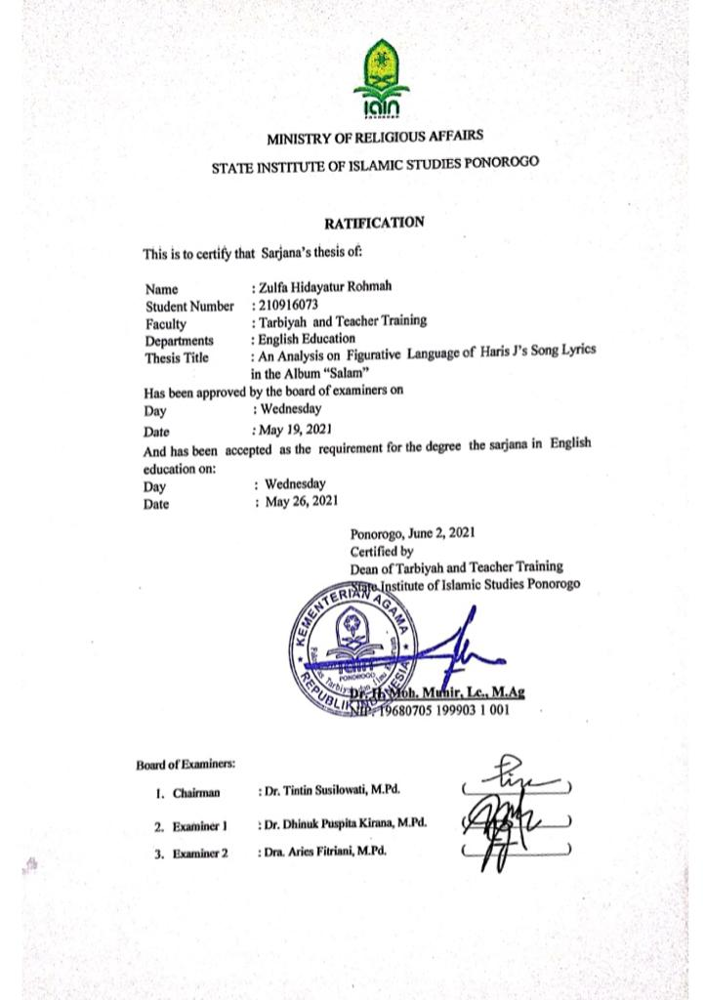 iain
PONOROGO
MINISTRY OF RELIGIOUS AFFAIRS
STATE INSTITUTE OF ISLAMIC STUDIES PONOROGO
RATIFICATION
This is to certify that Sarjana's thesis of:
Name : Zulfa Hidayatur Rohmah
Student Number : 210916073
Faculty : Tarbiyah and Teacher Training
Departments : English Education
Thesis Title : An Analysis on Figurative Language of Haris J's Song Lyrics
in the Album “Salam”
Has been approved by the board of examiners on
Day : Wednesday
Date : May 19, 2021
And has been accepted as the requirement for the degree the sarjana in English
education on:
Day : Wednesday
Date : May 26, 2021
Ponorogo, June 2, 2021
Certified by
Dean of Tarbiyah and Teacher Training
State Institute of Islamic Studies Ponorogo
KEMENTERIAN AGAMA
PONOROGO
Tarbiyah dan Ilmu
REPUBLIK INDONESIA
Dr. H. Moh. Munir, Lc., M.Ag
NIP. 19680705 199903 1 001
Board of Examiners:
1. Chairman : Dr. Tintin Susilowati, M.Pd. ( )
2. Examiner 1 : Dr. Dhinuk Puspita Kirana, M.Pd. ( )
3. Examiner 2 : Dra. Aries Fitriani, M.Pd. ( )